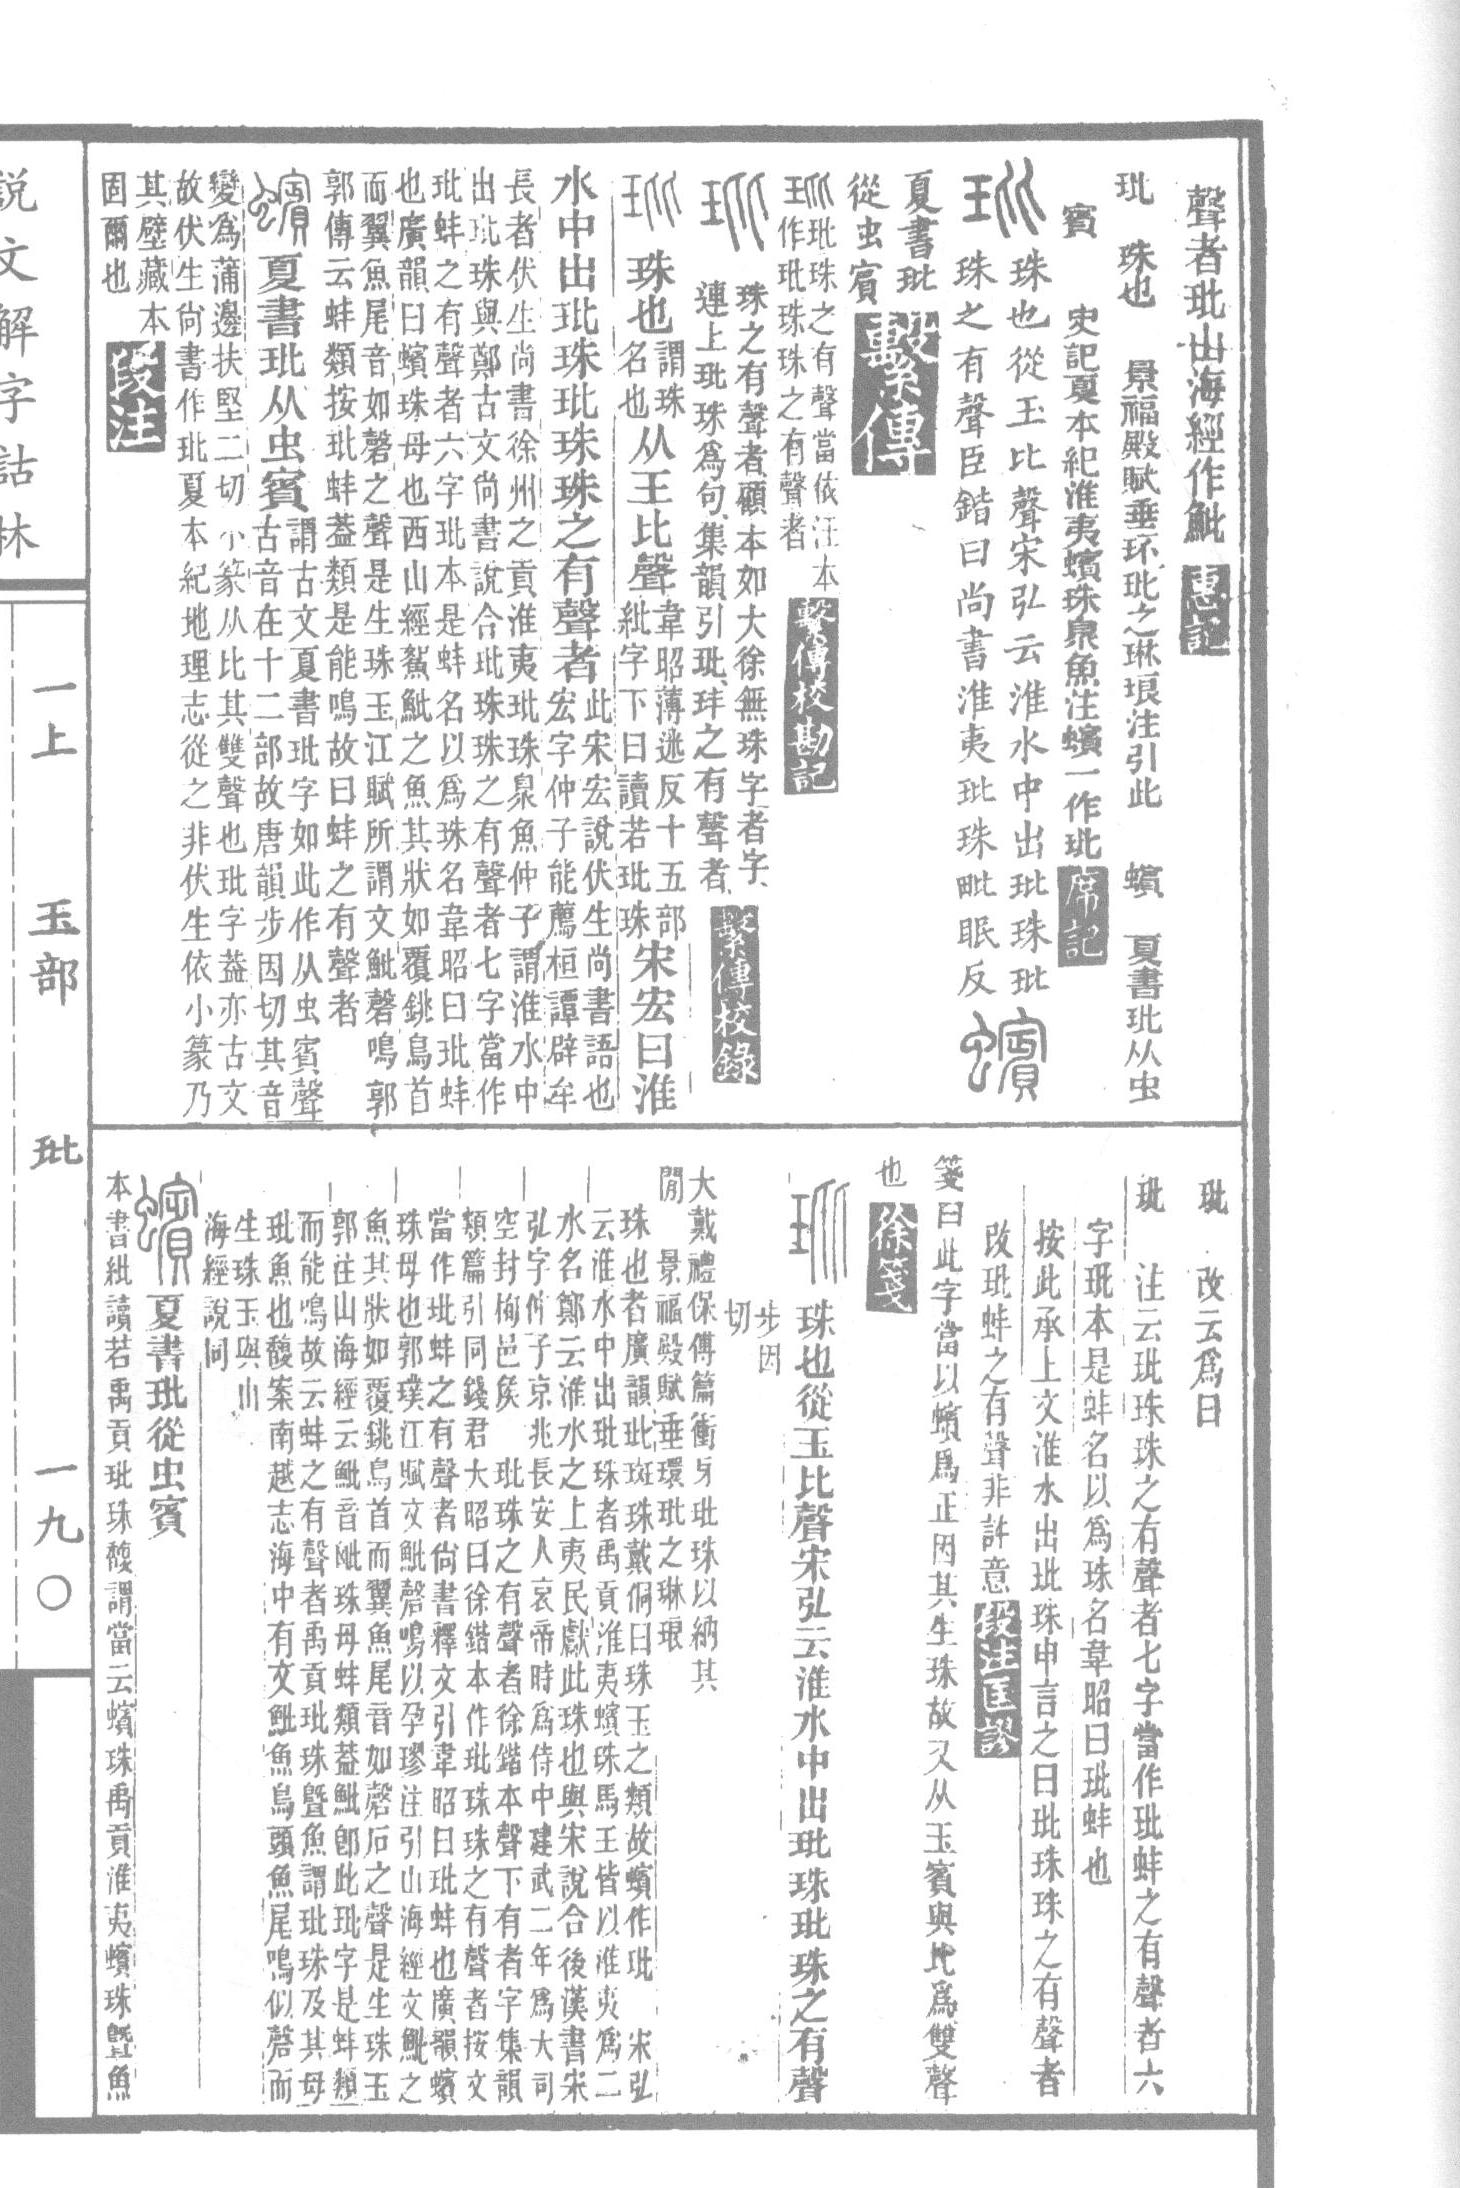 聲者玭山海經作魮 惠記
玭 珠也 景福殿賦垂环玭之琳琅注引此 蠙 夏書玭从虫
賓 史記夏本紀淮夷蠙珠臮魚注蠙一作玭 席記
珠也從玉比聲宋弘云淮水中出玭珠玭
珠之有聲臣鍇曰尚書淮夷玭珠毗眠反
夏書玭
從虫賓 繫傳
玭珠之有聲當依汪本
作玭珠珠之有聲者 繫傳校勘記
珠之有聲者顧本如大徐無珠字者字
連上玭珠爲句集韻引玭玤之有聲者 繫傳校錄
珠也 謂珠名也 从王比聲 韋昭薄迷反十五部紕字下曰讀若玭珠 宋宏曰淮
水中出玭珠玭珠珠之有聲者 此宋宏說伏生尚書語也宏字仲子能薦桓譚辟牟
長者伏生尚書徐州之貢淮夷玭珠臮魚仲子謂淮水中
出玭珠與鄭古文尚書說合玭珠珠之有聲者七字當作
玭蚌之有聲者六字玭本是蚌名以爲珠名韋昭曰玭蚌
也廣韻曰蠙珠母也西山經䱤魮之魚其狀如覆銚鳥首
而翼魚尾音如磬之聲是生珠玉江賦所謂文魮磬鳴郭
郭傳云蚌類按玭蚌葢類是能鳴故曰蚌之有聲者
夏書玭从虫賓 謂古文夏書玭字如此作从虫賓聲
古音在十二部故唐韻步因切其音
變爲蒲邊扶堅二切小篆从比其雙聲也玭字葢亦古文
故伏生尚書作玭夏本紀地理志從之非伏生依小篆乃
其壁藏本
固爾也 段注
玭 改云爲曰
玭 注云玭珠珠之有聲者七字當作玭蚌之有聲者六
字玭本是蚌名以爲珠名韋昭曰玭蚌也
按此承上文淮水出玭珠申言之曰玭珠珠之有聲者
改玭蚌之有聲非許意 段注匡謬
箋曰此字當以蠙爲正因其生珠故又从玉賓與比爲雙聲
也 徐箋
珠也從玉比聲宋弘云淮水中出玭珠玭珠之有聲
步因
切
大戴禮保傅篇衝牙玭珠以納其
閒 景福殿賦垂環玭之琳琅
珠也者廣韻玭斑珠戴侗曰珠玉之類故蠙作玭 宋弘
云淮水中出玭珠者禹貢淮夷蠙珠馬王皆以淮夷爲二
水名鄭云淮水之上夷民獻此珠也與宋說合後漢書宋
弘字仲子京兆長安人哀帝時爲侍中建武二年爲大司
空封栒邑矦 玭珠之有聲者徐鍇本聲下有者字集韻
類篇引同錢君大昭曰徐鍇本作玭珠珠之有聲者按文
當作玭蚌之有聲者尚書釋文引韋昭曰玭蚌也廣韻蠙
珠母也郭璞江賦文魮磬鳴以孕璆注引山海經文魮之
魚其狀如覆銚鳥首而翼魚尾音如磬石之聲是生珠玉
郭注山海經云魮音玭珠母蚌類葢魮卽此玭字是蚌類
而能鳴故云蚌之有聲者禹貢玭珠暨魚謂玭珠及其母
玭魚也馥案南越志海中有文魮魚鳥頭魚尾鳴似磬而
生珠玉與山
海經說同
夏書玭從虫賓
本書紕讀若禹貢玭珠馥謂當云蠙珠禹貢淮夷蠙珠曁魚
說文解字詁林
一上 玉部 玭 一九〇